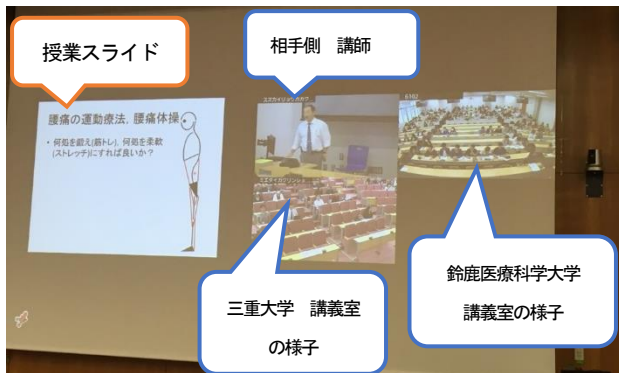 授業スライド
相手側　講師
腰痛の運動療法, 腰痛体操
・何処を鍛え(筋トレ), 何処を柔軟
(ストレッチ)にすれば良いか？
三重大学　講義室
の様子
鈴鹿医療科学大学
講義室の様子